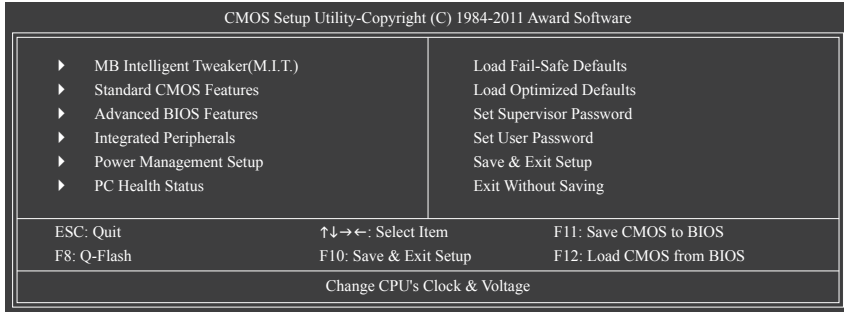 CMOS Setup Utility-Copyright (C) 1984-2011 Award Software
MB Intelligent Tweaker(M.I.T.)
Standard CMOS Features
Advanced BIOS Features
Integrated Peripherals
Power Management Setup
PC Health Status
Load Fail-Safe Defaults
Load Optimized Defaults
Set Supervisor Password
Set User Password
Save & Exit Setup
Exit Without Saving
ESC: Quit
↑↓→←: Select Item
F11: Save CMOS to BIOS
F8: Q-Flash
F10: Save & Exit Setup
F12: Load CMOS from BIOS
Change CPU's Clock & Voltage